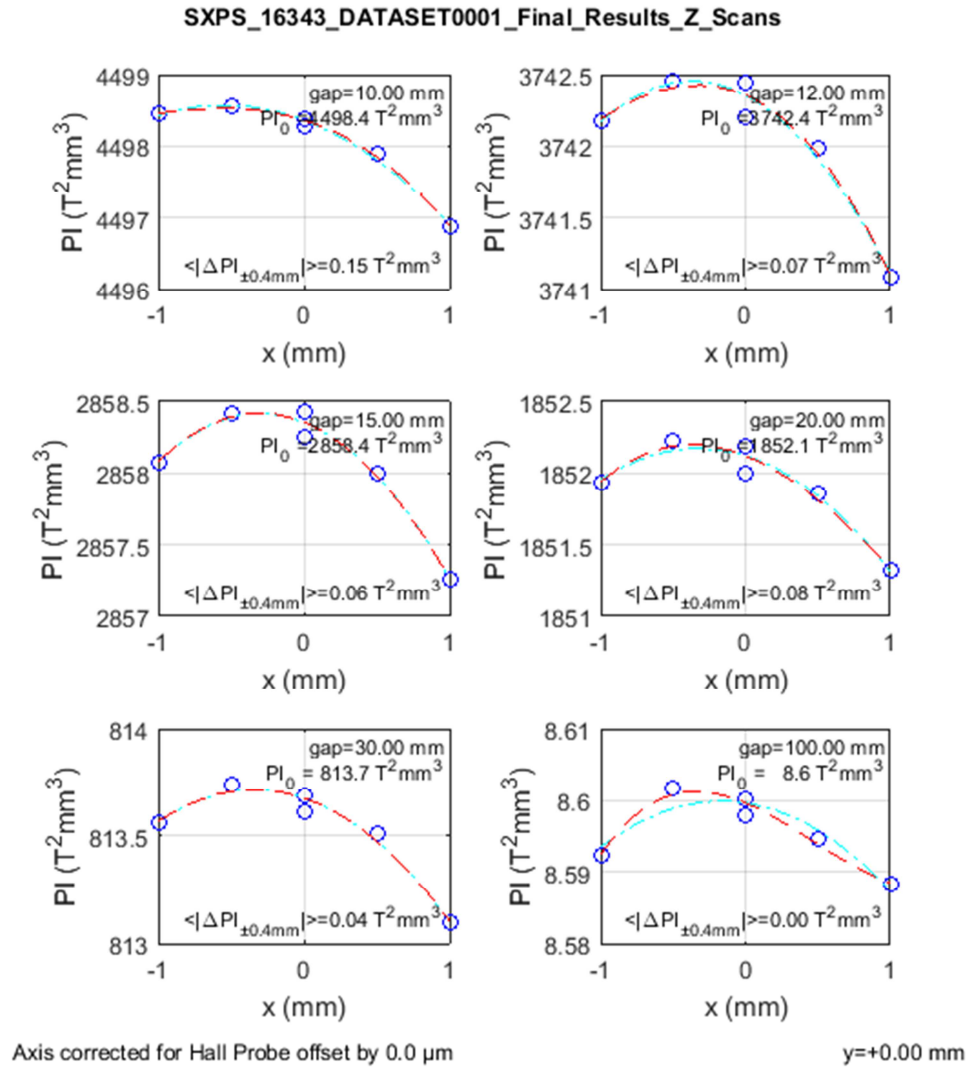 SXPS_16343_DATASET0001_Final_Results_Z_Scans
4499
4498
4497
4496
PI (T²mm³)
gap=10.00 mm
PI₀ =4498.4 T²mm³
<|ΔPI±0.4mm|>=0.15 T²mm³
-1 0 1
x (mm)
3742.5
3742
3741.5
3741
PI (T²mm³)
gap=12.00 mm
PI₀ =3742.4 T²mm³
<|ΔPI±0.4mm|>=0.07 T²mm³
-1 0 1
x (mm)
2858.5
2858
2857.5
2857
PI (T²mm³)
gap=15.00 mm
PI₀ =2858.4 T²mm³
<|ΔPI±0.4mm|>=0.06 T²mm³
-1 0 1
x (mm)
1852.5
1852
1851.5
1851
PI (T²mm³)
gap=20.00 mm
PI₀ =1852.1 T²mm³
<|ΔPI±0.4mm|>=0.08 T²mm³
-1 0 1
x (mm)
814
813.5
813
PI (T²mm³)
gap=30.00 mm
PI₀ = 813.7 T²mm³
<|ΔPI±0.4mm|>=0.04 T²mm³
-1 0 1
x (mm)
8.61
8.6
8.59
8.58
PI (T²mm³)
gap=100.00 mm
PI₀ = 8.6 T²mm³
<|ΔPI±0.4mm|>=0.00 T²mm³
-1 0 1
x (mm)
Axis corrected for Hall Probe offset by 0.0 µm
y=+0.00 mm